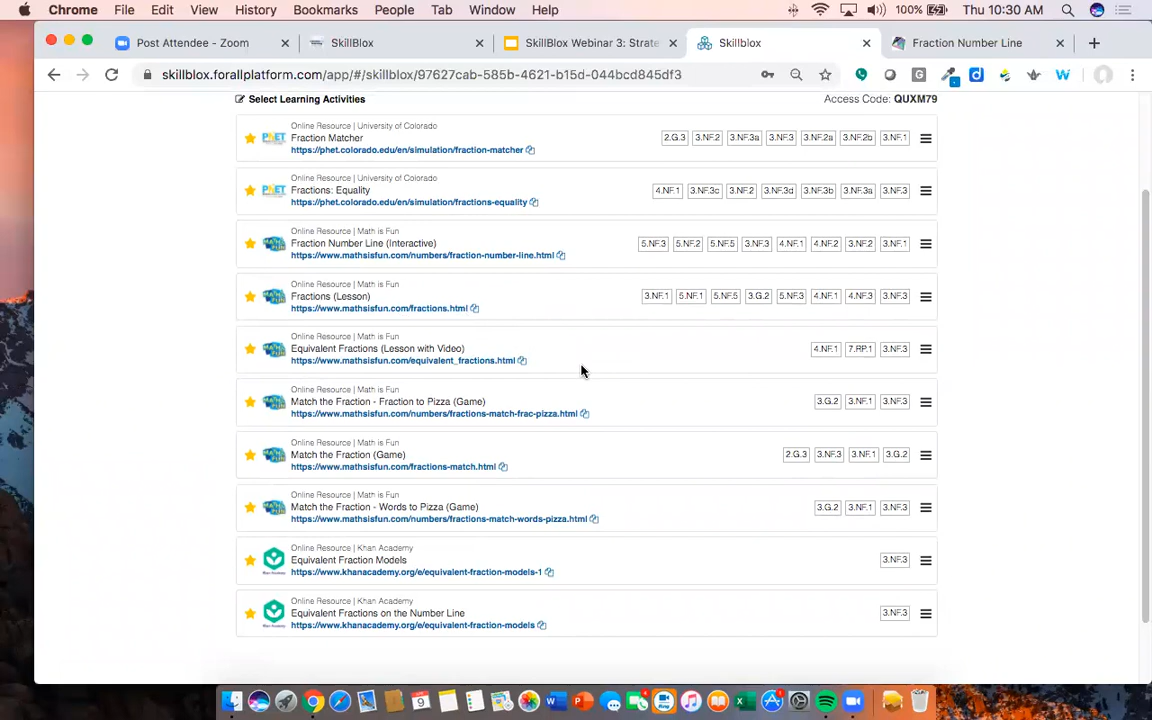 Chrome File Edit View History Bookmarks People Tab Window Help 100% Thu 10:30 AM
Post Attendee - Zoom SkillBlox SkillBlox Webinar 3: Strate Skillblox Fraction Number Line
skillblox.forallplatform.com/app/#/skillblox/97627cab-585b-4621-b15d-044bcd845df3
Select Learning Activities Access Code: QUXM79
Online Resource | University of Colorado
Fraction Matcher 2.G.3 3.NF.2 3.NF.3a 3.NF.3 3.NF.2a 3.NF.2b 3.NF.1
https://phet.colorado.edu/en/simulation/fraction-matcher
Online Resource | University of Colorado
Fractions: Equality 4.NF.1 3.NF.3c 3.NF.2 3.NF.3d 3.NF.3b 3.NF.3a 3.NF.3
https://phet.colorado.edu/en/simulation/fractions-equality
Online Resource | Math is Fun
Fraction Number Line (Interactive) 5.NF.3 5.NF.2 5.NF.5 3.NF.3 4.NF.1 4.NF.2 3.NF.2 3.NF.1
https://www.mathsisfun.com/numbers/fraction-number-line.html
Online Resource | Math is Fun
Fractions (Lesson) 3.NF.1 5.NF.1 5.NF.5 3.G.2 5.NF.3 4.NF.1 4.NF.3 3.NF.3
https://www.mathsisfun.com/fractions.html
Online Resource | Math is Fun
Equivalent Fractions (Lesson with Video) 4.NF.1 7.RP.1 3.NF.3
https://www.mathsisfun.com/equivalent_fractions.html
Online Resource | Math is Fun
Match the Fraction - Fraction to Pizza (Game) 3.G.2 3.NF.1 3.NF.3
https://www.mathsisfun.com/numbers/fractions-match-frac-pizza.html
Online Resource | Math is Fun
Match the Fraction (Game) 2.G.3 3.NF.3 3.NF.1 3.G.2
https://www.mathsisfun.com/fractions-match.html
Online Resource | Math is Fun
Match the Fraction - Words to Pizza (Game) 3.G.2 3.NF.1 3.NF.3
https://www.mathsisfun.com/numbers/fractions-match-words-pizza.html
Online Resource | Khan Academy
Equivalent Fraction Models 3.NF.3
https://www.khanacademy.org/e/equivalent-fraction-models-1
Online Resource | Khan Academy
Equivalent Fractions on the Number Line 3.NF.3
https://www.khanacademy.org/e/equivalent-fraction-models